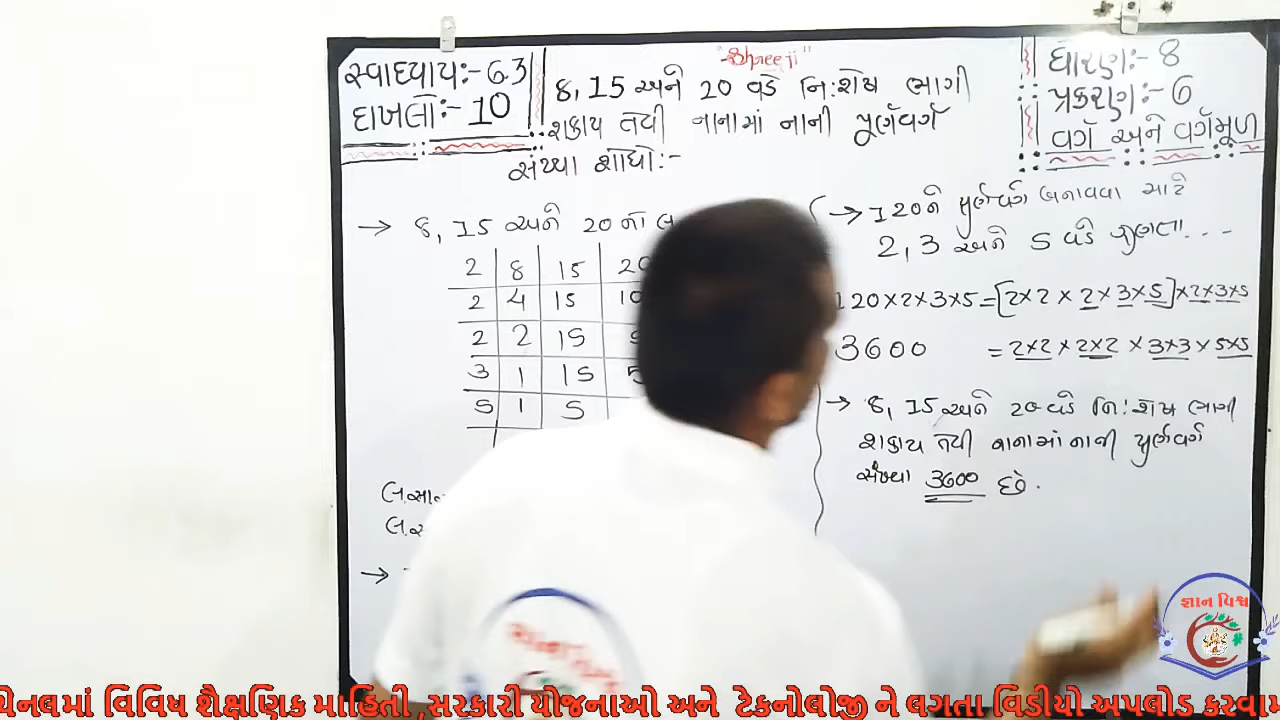 સ્વાધ્યાય:- 6.3
દાખલો:- 10
"Shreeji"
8, 15 અને 20 વડે નિ:શેષ ભાગી
શકાય તેવી નાનામાં નાની પૂર્ણવર્ગ
સંખ્યા શોધો:-
ધોરણ:- 8
પ્રકરણ:- 6
વર્ગ અને વર્ગમૂળ
→ 8, 15 અને 20 ના લ
2 8 15 20
2 4 15 10
2 2 15
3 1 15 5
5 1 5
લ.સા
લ.
→
→ 120ને પૂર્ણવર્ગ બનાવવા માટે
2, 3 અને 5 વડે ગુણતા...
120×2×3×5=[2×2×2×3×5]×2×3×5
3600 =2×2×2×2×3×3×5×5
→ 8, 15 અને 20 વડે નિ:શેષ ભાગી
શકાય તેવી નાનામાં નાની પુર્ણવર્ગ
સંખ્યા 3600 છે.
જ્ઞાન વિશ્વ
ચેનલમાં વિવિધ શૈક્ષણિક માહિતી ,સરકારી યોજનાઓ અને ટેકનોલોજી ને લગતા વિડીયો અપલોડ કરવામ